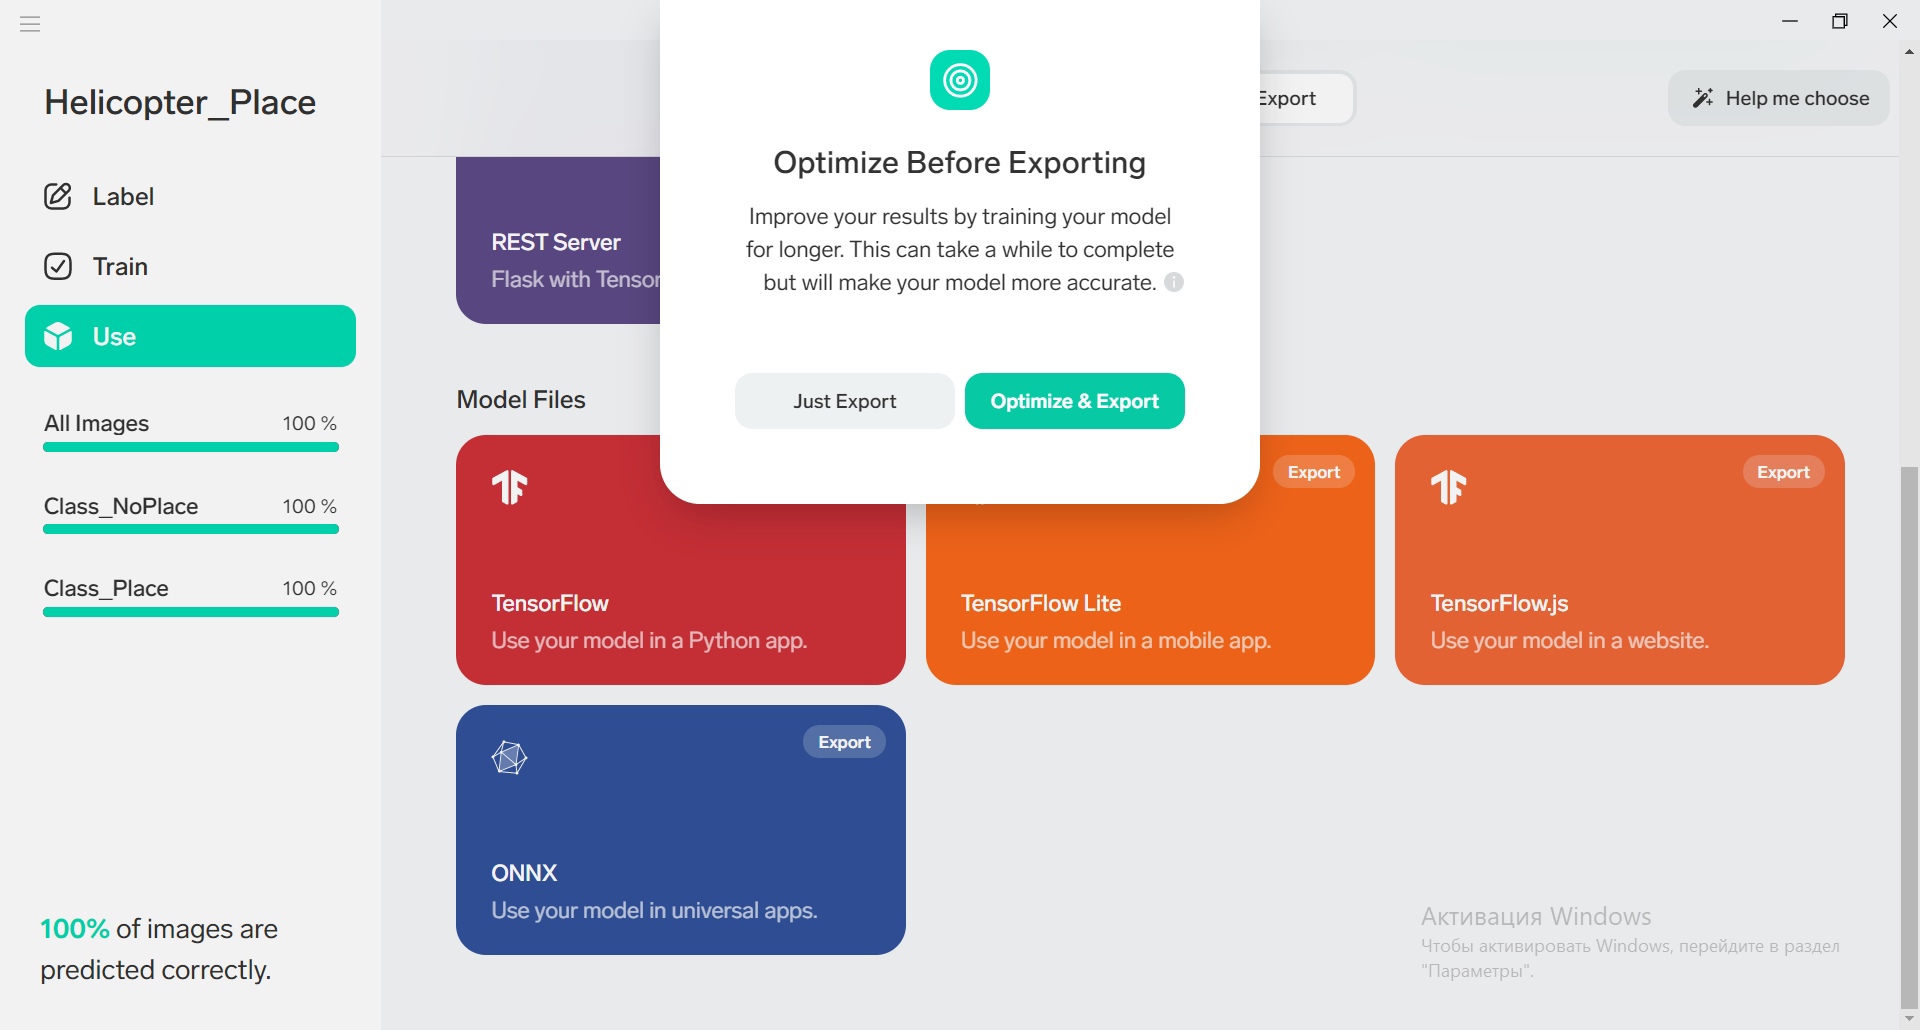 Helicopter_Place
Label
Train
Use
All Images 100 %
Class_NoPlace 100 %
Class_Place 100 %
100% of images are
predicted correctly.
Export
Help me choose
REST Server
Flask with Tensor
Optimize Before Exporting
Improve your results by training your model
for longer. This can take a while to complete
but will make your model more accurate.
Just Export
Optimize & Export
Model Files
TensorFlow
Use your model in a Python app.
Export
TensorFlow Lite
Use your model in a mobile app.
Export
TensorFlow.js
Use your model in a website.
Export
ONNX
Use your model in universal apps.
Активация Windows
Чтобы активировать Windows, перейдите в раздел
"Параметры".